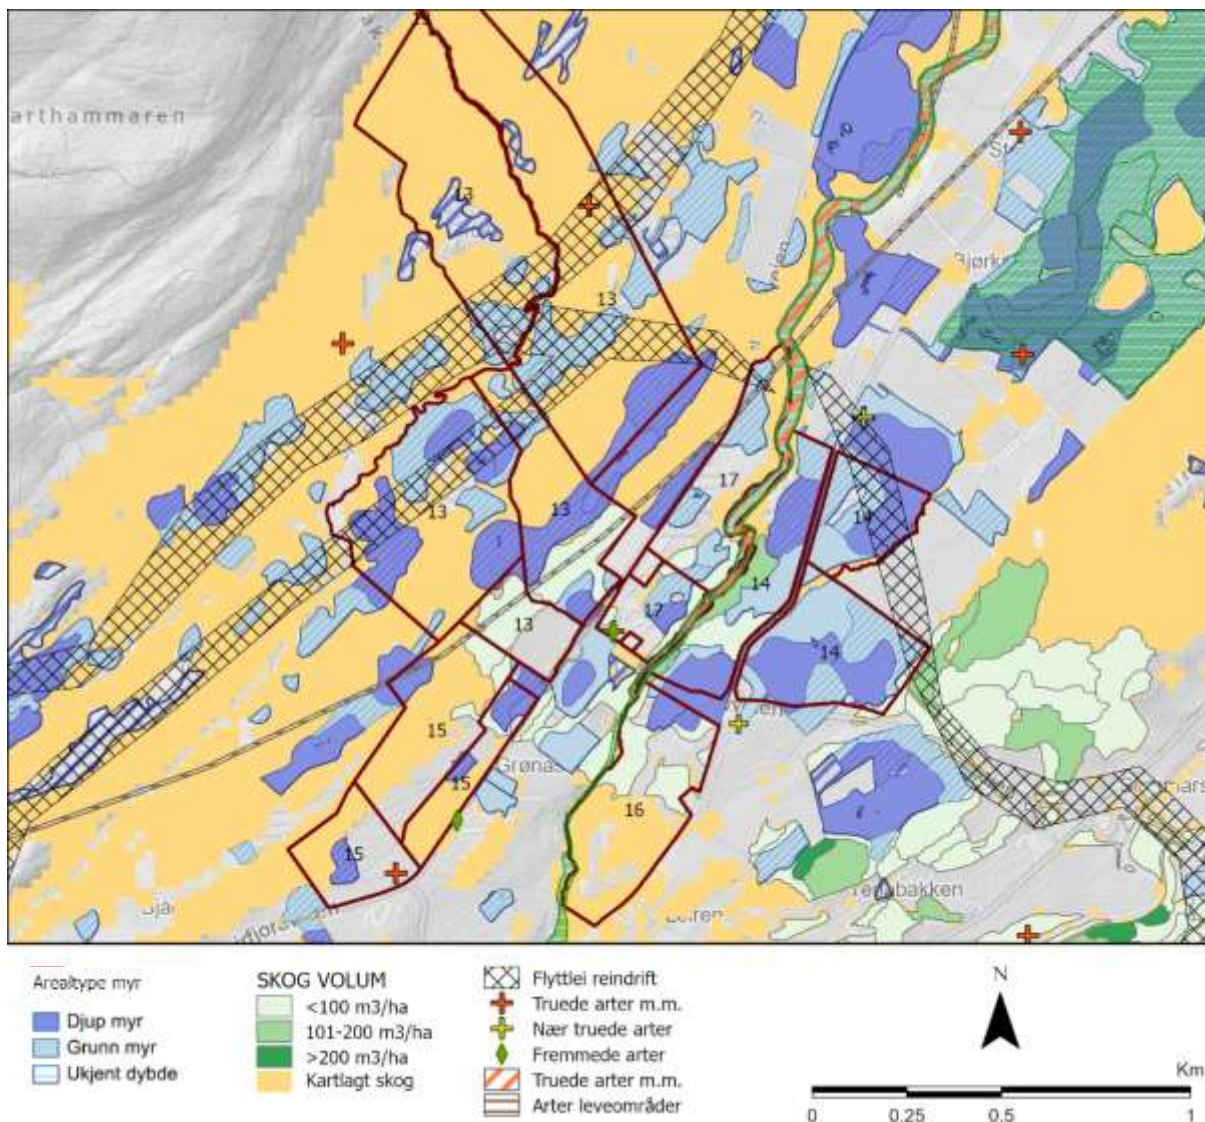 arthammaren
13
13
13
Bjørk
17
13
13
14
14
17
13
14
15
Grønas
15
16
15
Arealtype myr
Djup myr
Grunn myr
Ukjent dybde
SKOG VOLUM
<100 m3/ha
101-200 m3/ha
>200 m3/ha
Kartlagt skog
Flyttlei reindrift
Truede arter m.m.
Nær truede arter
Fremmede arter
Truede arter m.m.
Arter leveområder
N
Km
0 0.25 0.5 1